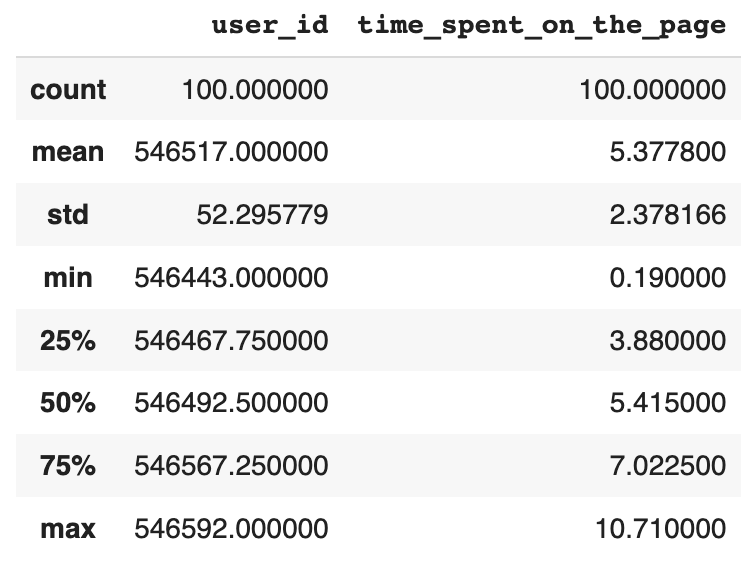 user_id time_spent_on_the_page
count 100.000000 100.000000
mean 546517.000000 5.377800
std 52.295779 2.378166
min 546443.000000 0.190000
25% 546467.750000 3.880000
50% 546492.500000 5.415000
75% 546567.250000 7.022500
max 546592.000000 10.710000